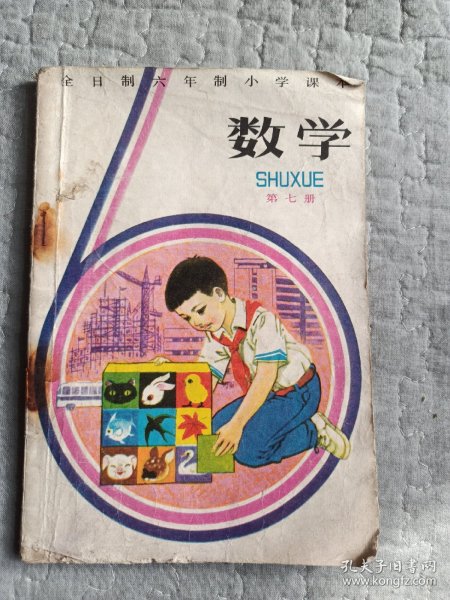 全日制六年制小学课本
数学
SHUXUE
第七册
孔夫子旧书网
www.kongfz.com